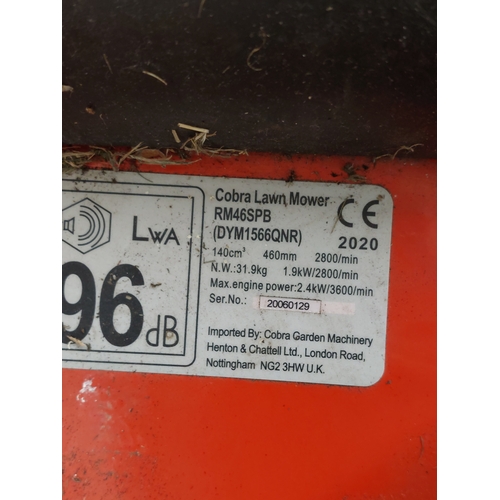 LWA
96 dB
Cobra Lawn Mower
RM46SPB
(DYM1566QNR)
CE
2020
140cm³ 460mm 2800/min
N.W.:31.9kg 1.9kW/2800/min
Max.engine power:2.4kW/3600/min
Ser.No.: 20060129
Imported By: Cobra Garden Machinery
Henton & Chattell Ltd., London Road,
Nottingham NG2 3HW U.K.